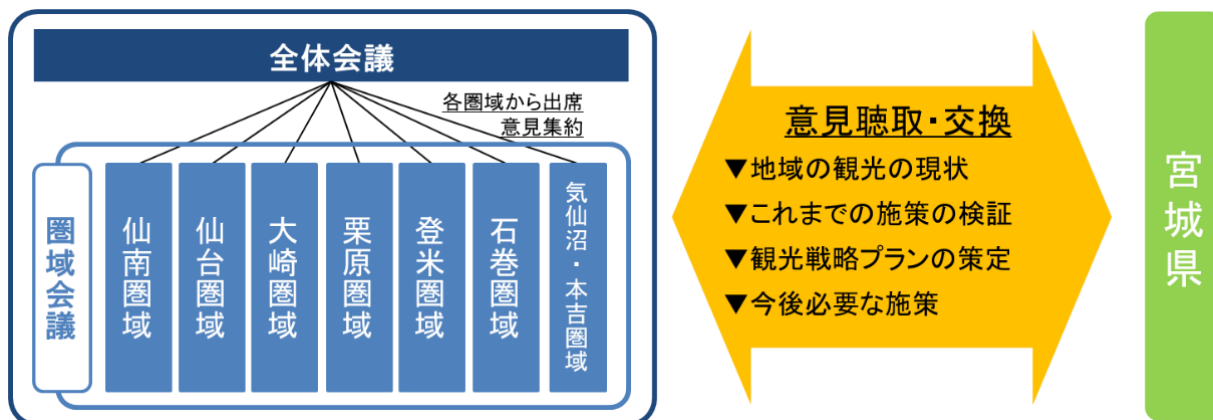 全体会議
各圏域から出席
意見集約
圏域会議
仙南圏域
仙台圏域
大崎圏域
栗原圏域
登米圏域
石巻圏域
気仙沼・本吉圏域
意見聴取・交換
▼地域の観光の現状
▼これまでの施策の検証
▼観光戦略プランの策定
▼今後必要な施策
宮城県